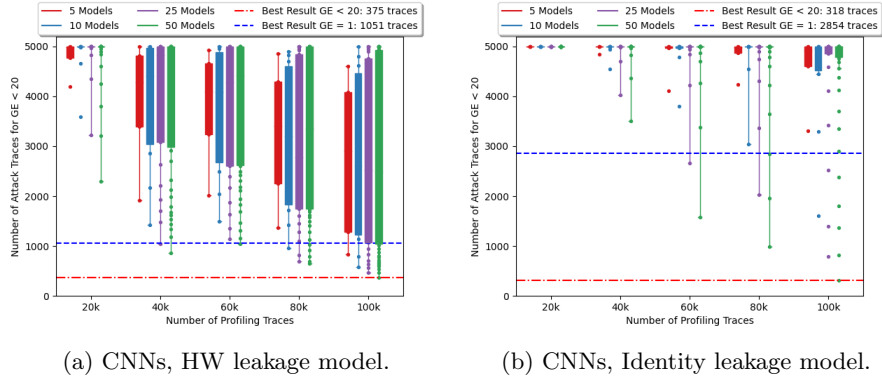 5 Models
25 Models
Best Result GE < 20: 375 traces
10 Models
50 Models
Best Result GE = 1: 1051 traces
Number of Attack Traces for GE < 20
5000
4000
3000
2000
1000
0
20k
40k
60k
80k
100k
Number of Profiling Traces
(a) CNNs, HW leakage model.
5 Models
25 Models
Best Result GE < 20: 318 traces
10 Models
50 Models
Best Result GE = 1: 2854 traces
Number of Attack Traces for GE < 20
5000
4000
3000
2000
1000
0
20k
40k
60k
80k
100k
Number of Profiling Traces
(b) CNNs, Identity leakage model.